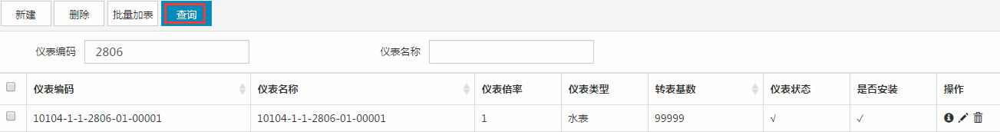 新建 删除 批量加表 查询
仪表编码 2806 仪表名称
仪表编码 仪表名称 仪表倍率 仪表类型 转表基数 仪表状态 是否安装 操作
10104-1-1-2806-01-00001 10104-1-1-2806-01-00001 1 水表 99999 √ √